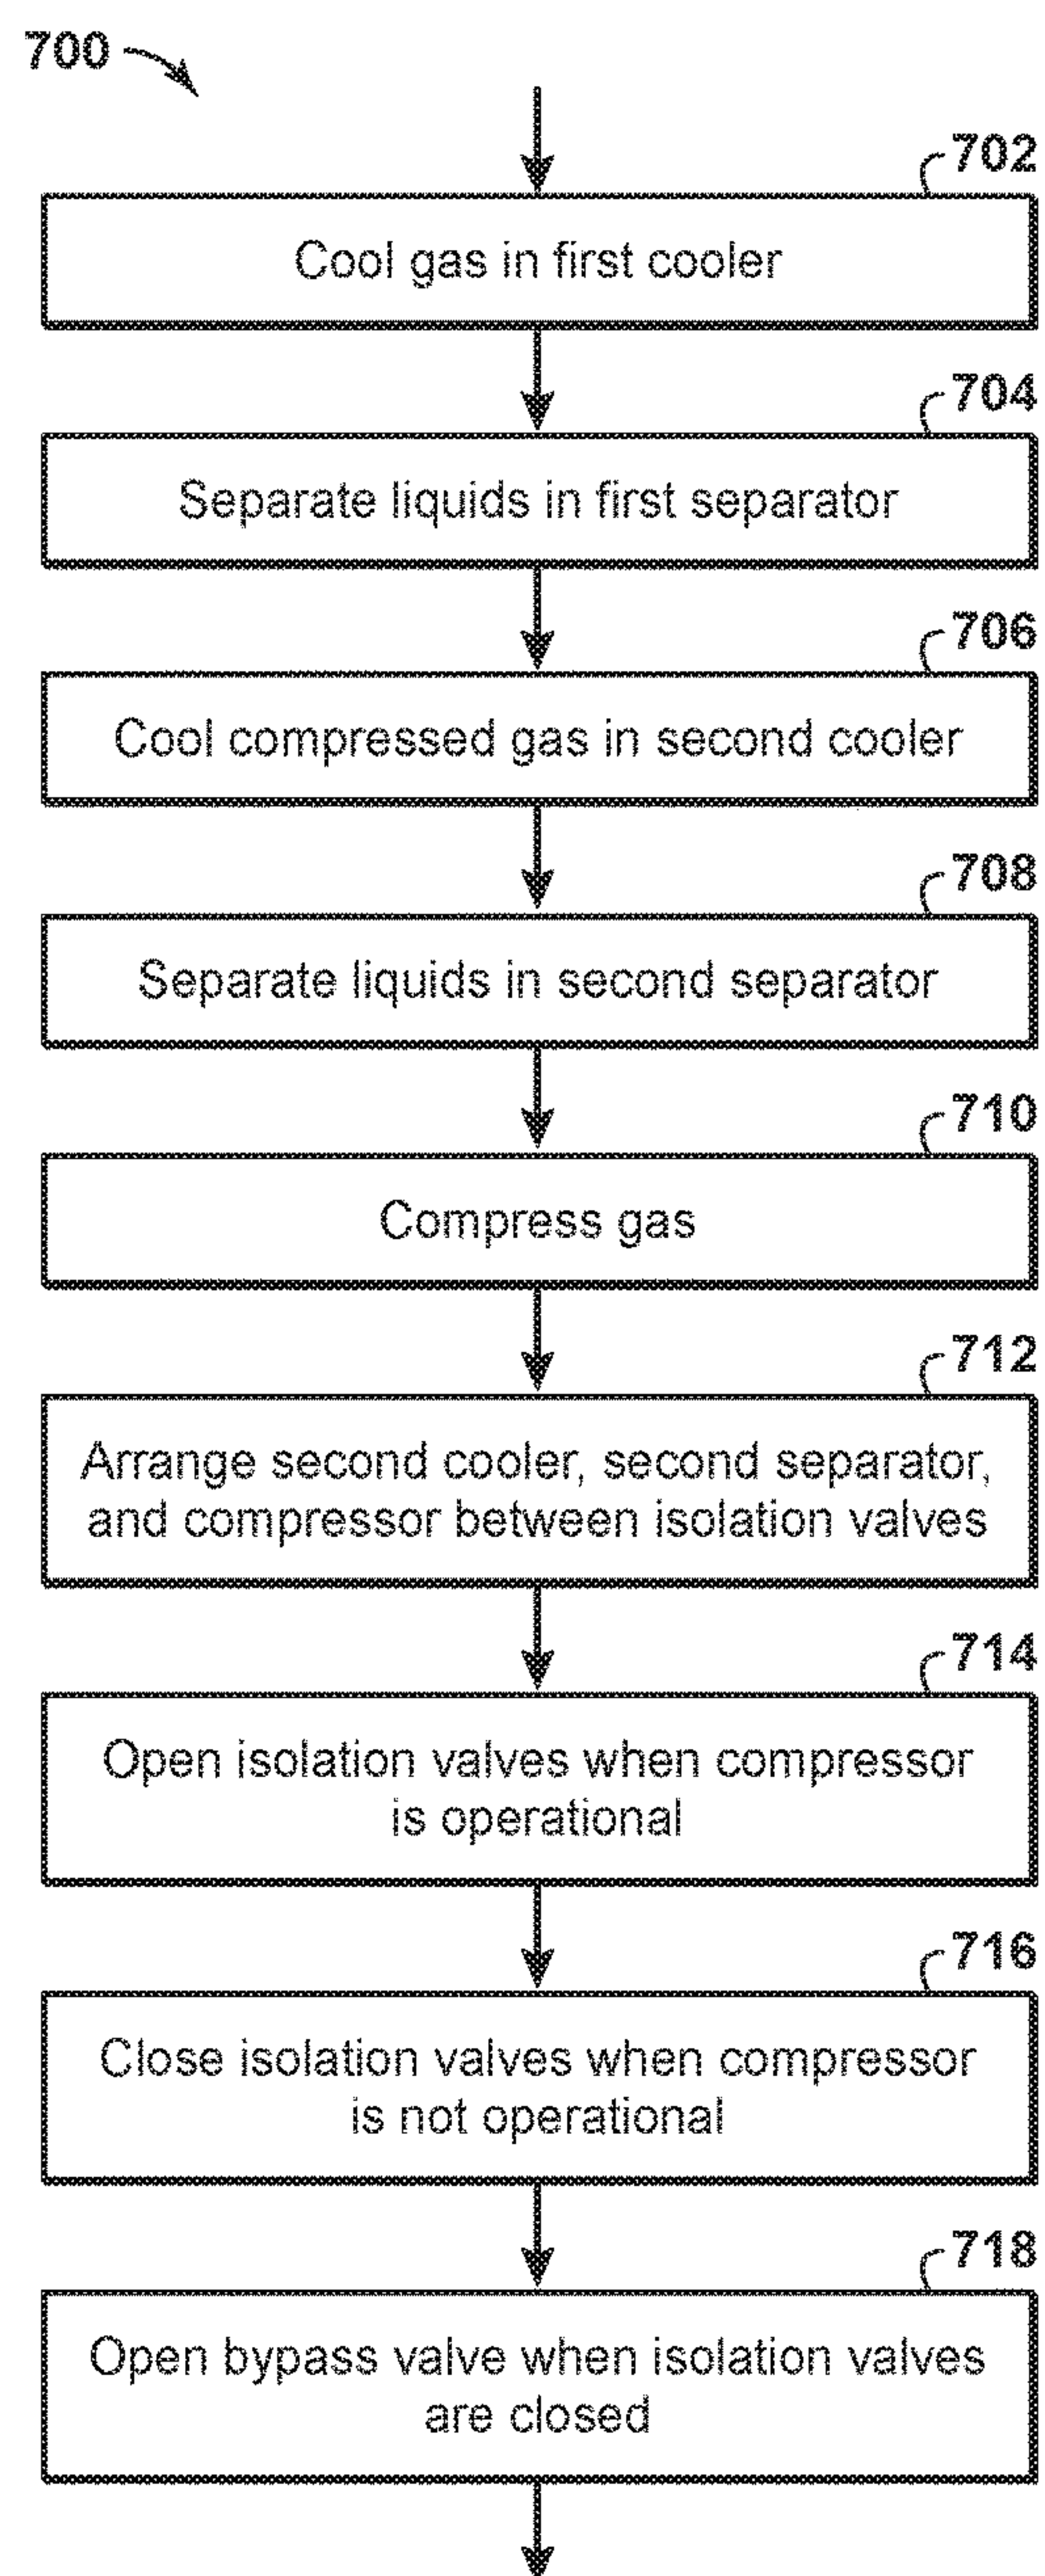 700
702
Cool gas in first cooler
704
Separate liquids in first separator
706
Cool compressed gas in second cooler
708
Separate liquids in second separator
710
Compress gas
712
Arrange second cooler, second separator,
and compressor between isolation valves
714
Open isolation valves when compressor
is operational
716
Close isolation valves when compressor
is not operational
718
Open bypass valve when isolation valves
are closed